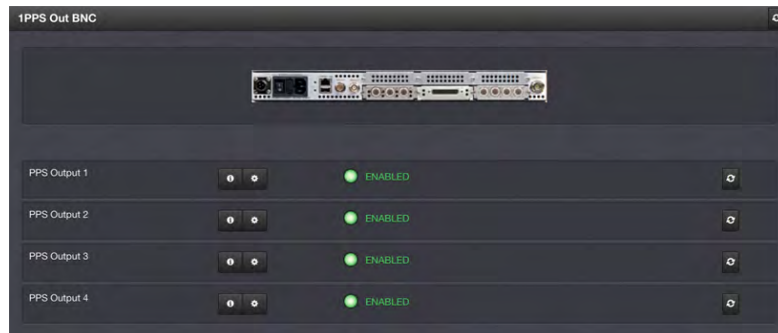 1PPS Out BNC
PPS Output 1 ENABLED
PPS Output 2 ENABLED
PPS Output 3 ENABLED
PPS Output 4 ENABLED